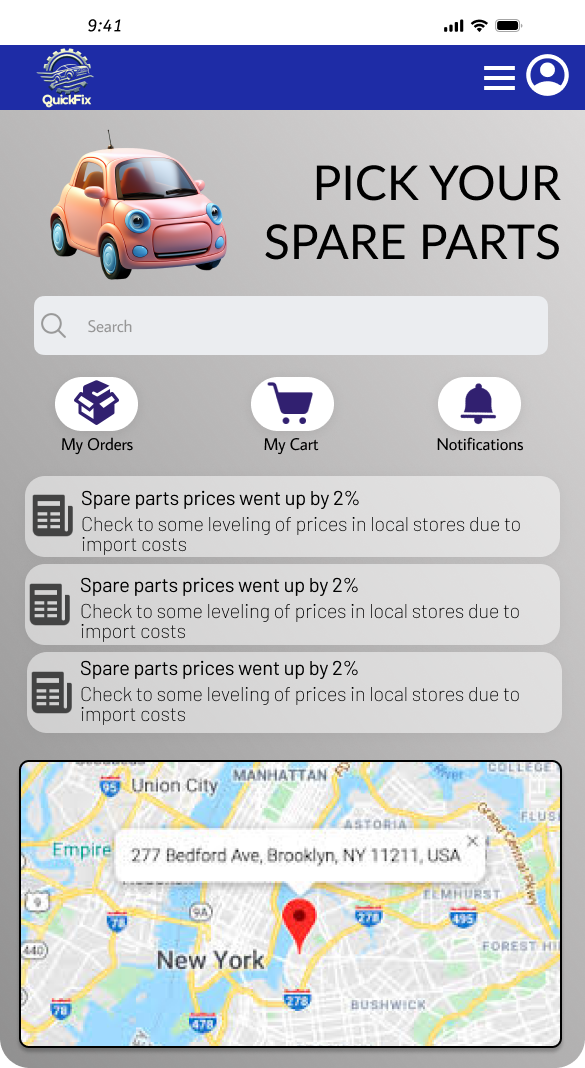 9:41
QuickFix
PICK YOUR
SPARE PARTS
Search
My Orders
My Cart
Notifications
Spare parts prices went up by 2%
Check to some leveling of prices in local stores due to
import costs
Spare parts prices went up by 2%
Check to some leveling of prices in local stores due to
import costs
Spare parts prices went up by 2%
Check to some leveling of prices in local stores due to
import costs
MANHATTAN
River
COLLEGE
95
Union City
Grand Central Pkwy
FLUS
ASTORIA
Empire
277 Bedford Ave, Brooklyn, NY 11211, USA
ELMHURST
9
9A
78
278
495
440
New York
FOREST HI
78
278
BUSHWICK
478